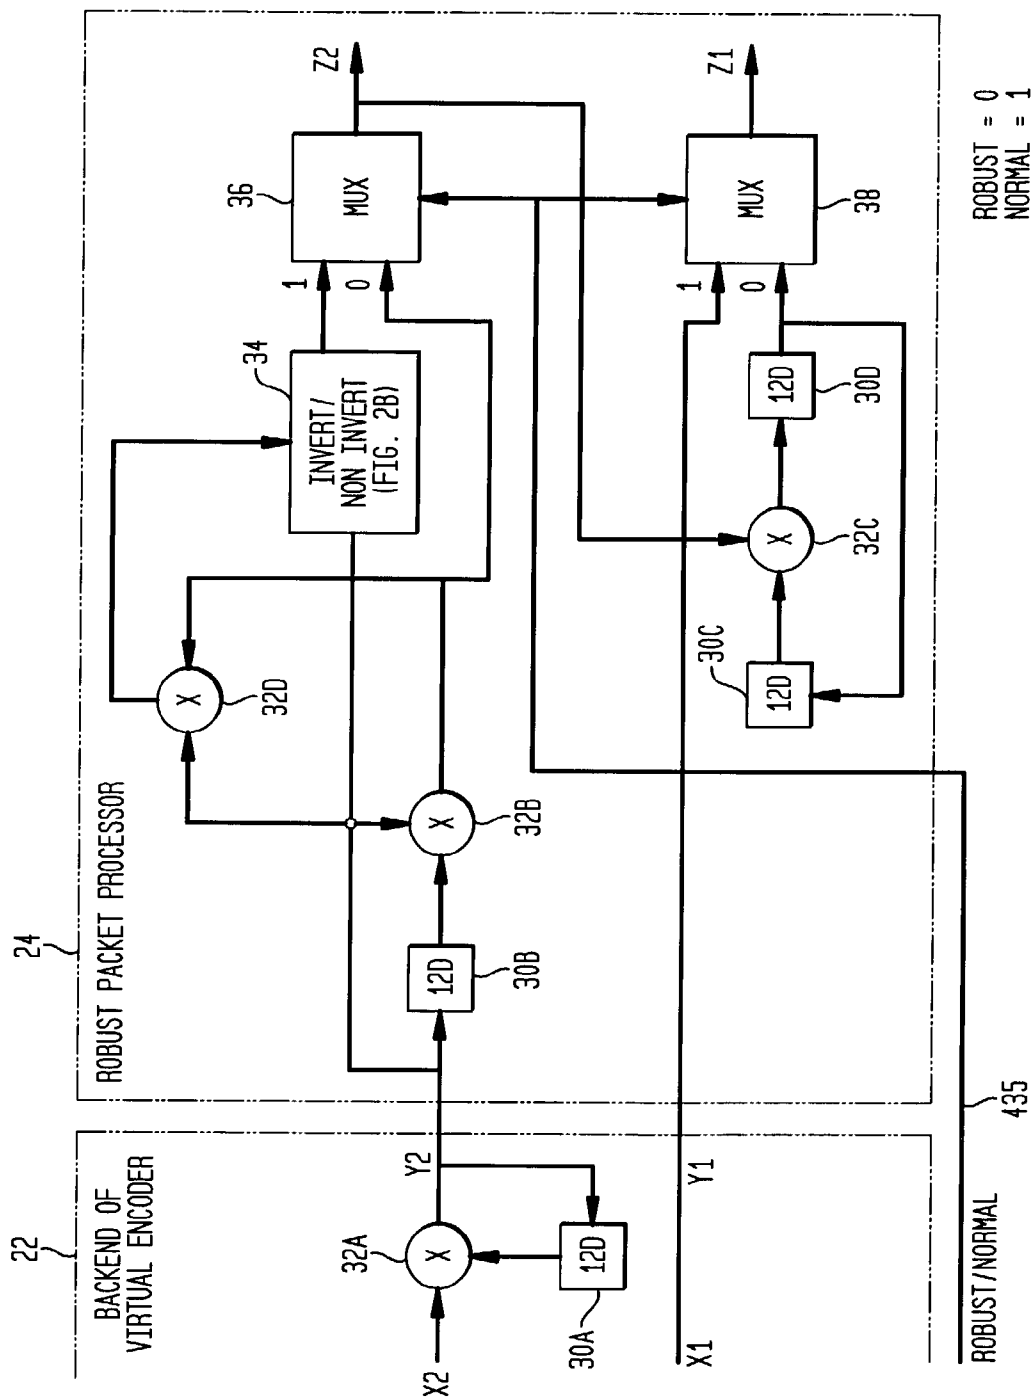 22
BACKEND OF
VIRTUAL ENCODER
X2
32A
X
Y2
12D
30A
X1
Y1
ROBUST/NORMAL
435
24
ROBUST PACKET PROCESSOR
12D
30B
X
32B
X
32D
34
INVERT/
NON INVERT
(FIG. 2B)
1
0
36
MUX
Z2
12D
30C
X
32C
12D
30D
1
0
MUX
38
Z1
ROBUST = 0
NORMAL = 1